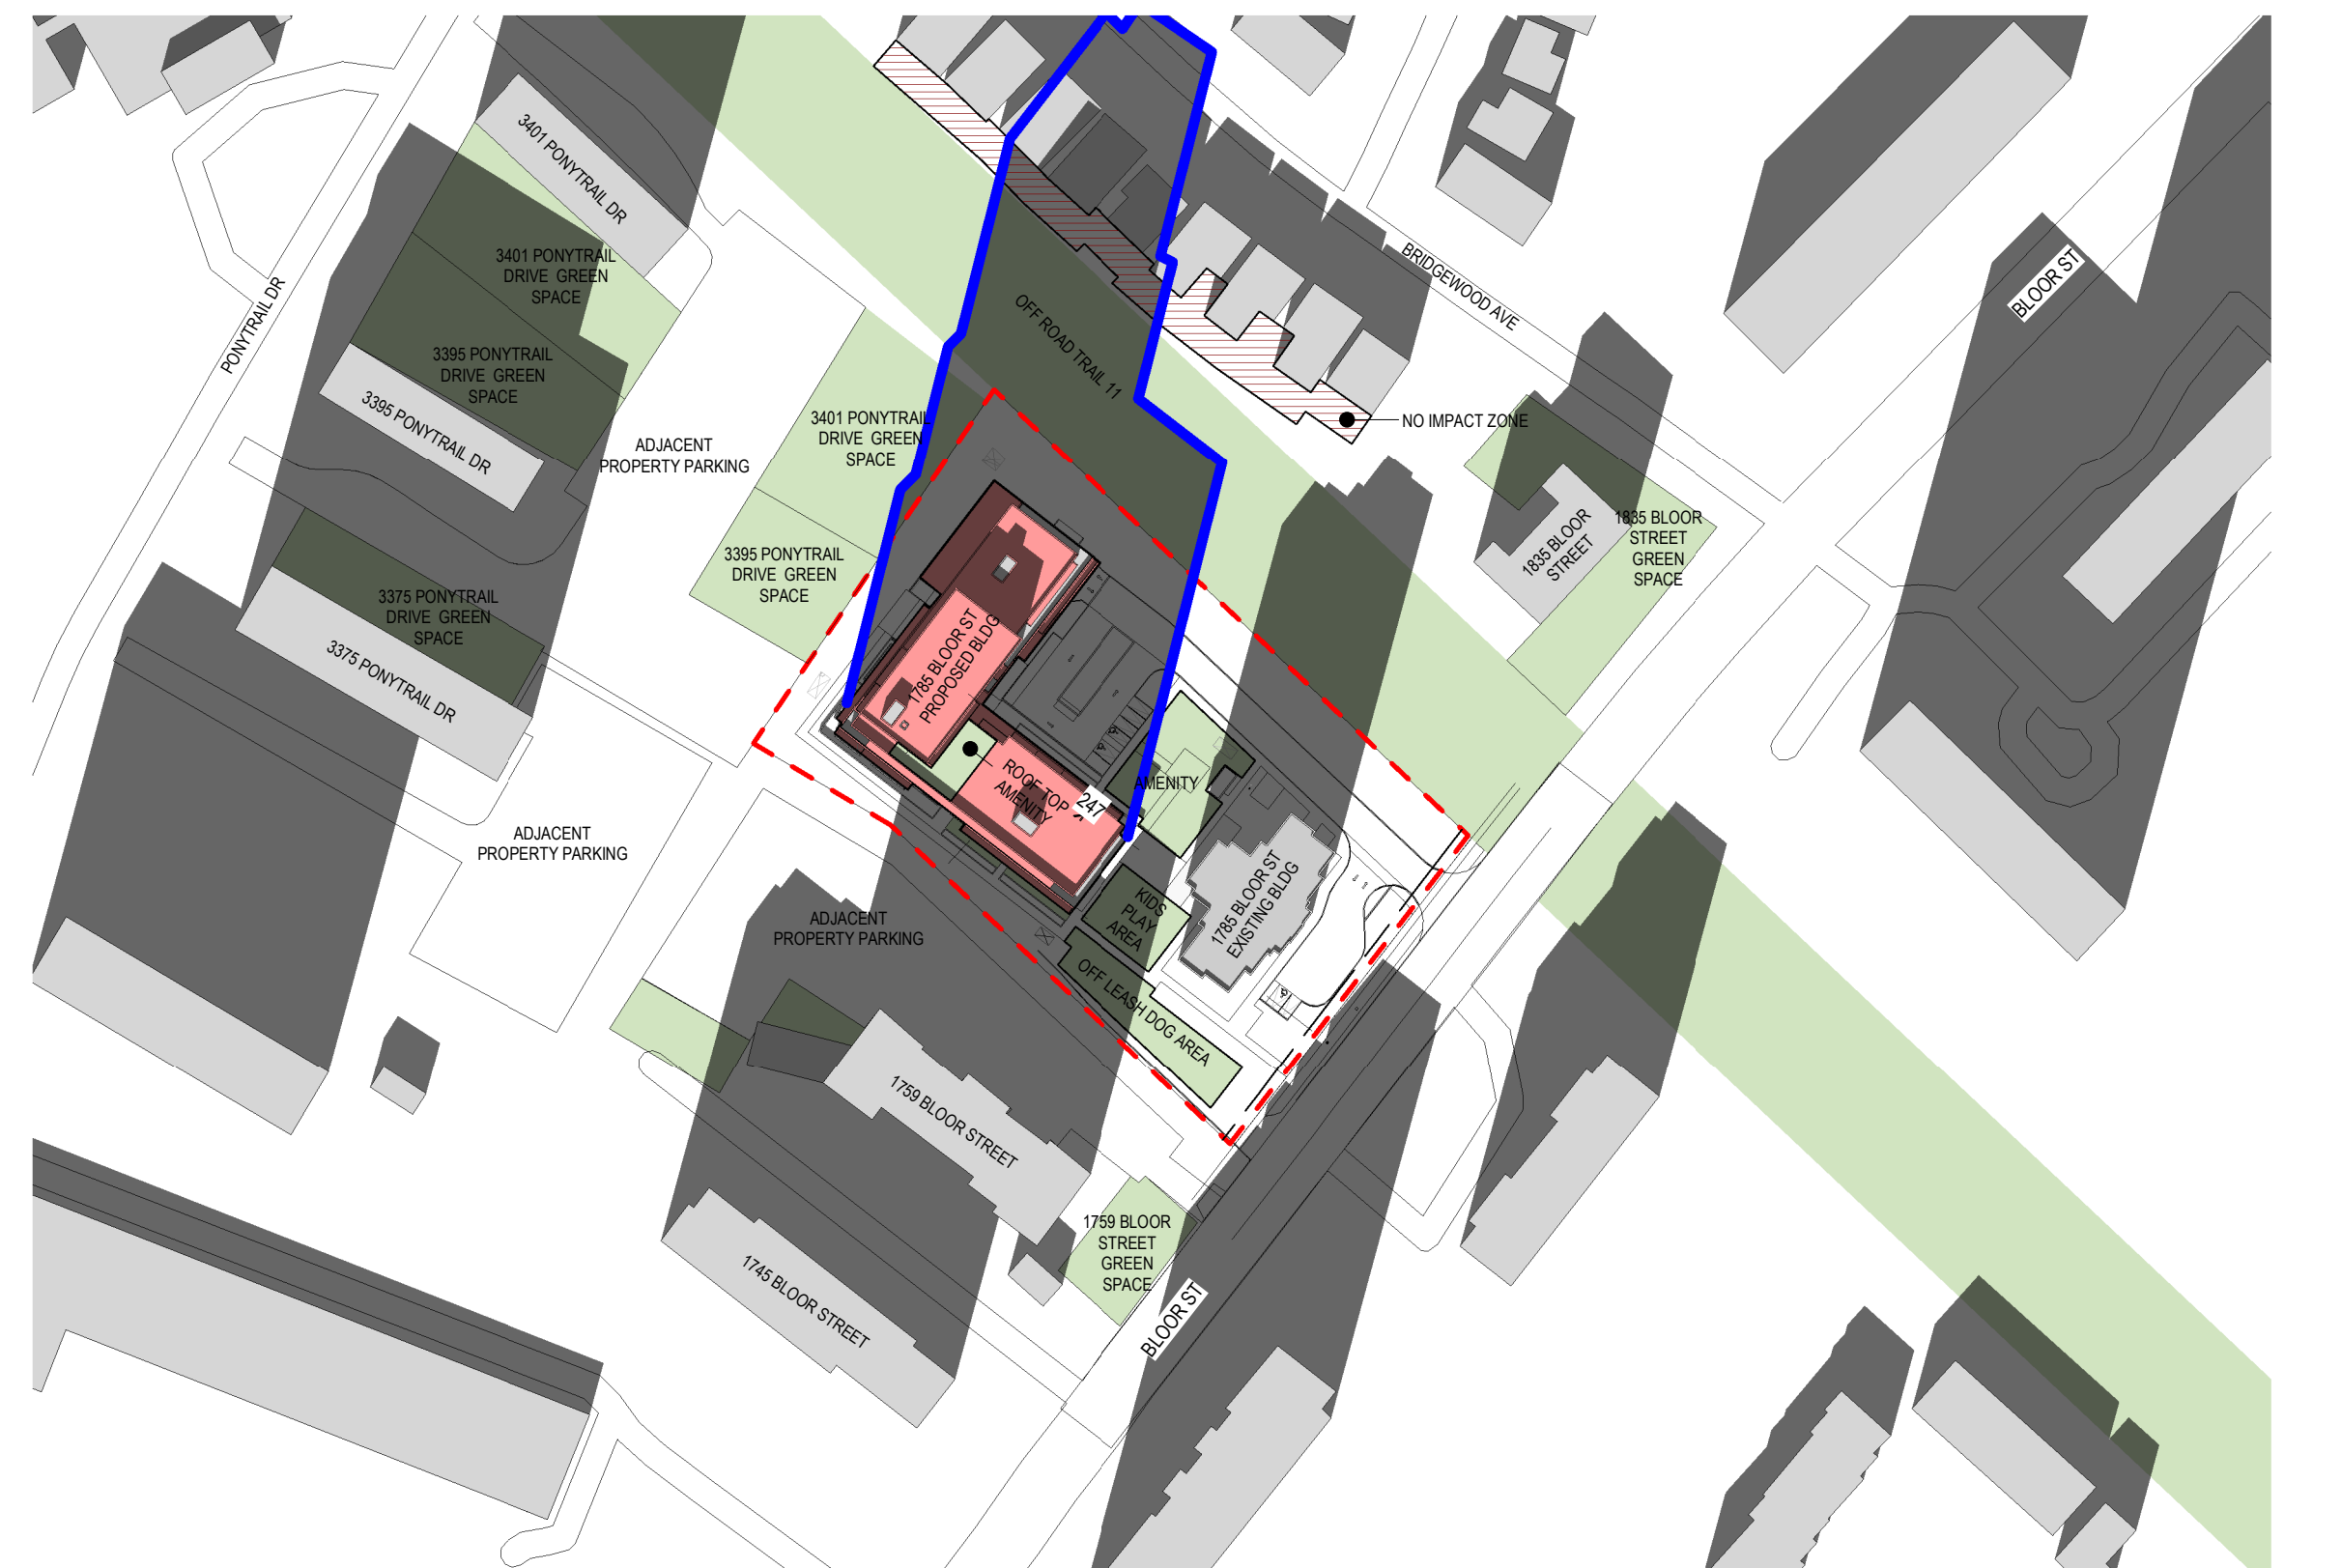 3401 PONYTRAIL DR
3401 PONYTRAIL
DRIVE GREEN
SPACE
PONYTRAIL DR
3395 PONYTRAIL
DRIVE GREEN
SPACE
3395 PONYTRAIL DR
ADJACENT
PROPERTY PARKING
3401 PONYTRAIL
DRIVE GREEN
SPACE
OFF ROAD TRAIL 11
BRIDGEWOOD AVE
BLOOR ST
NO IMPACT ZONE
3395 PONYTRAIL
DRIVE GREEN
SPACE
1835 BLOOR
STREET
1835 BLOOR
STREET
GREEN
SPACE
3375 PONYTRAIL
DRIVE GREEN
SPACE
3375 PONYTRAIL DR
1785 BLOOR ST
PROPOSED BLDG
ROOF TOP
AMENITY
247
AMENITY
ADJACENT
PROPERTY PARKING
ADJACENT
PROPERTY PARKING
KIDS
PLAY
AREA
1785 BLOOR ST
EXISTING BLDG
OFF LEASH DOG AREA
1759 BLOOR STREET
1759 BLOOR
STREET
GREEN
SPACE
1745 BLOOR STREET
BLOOR ST